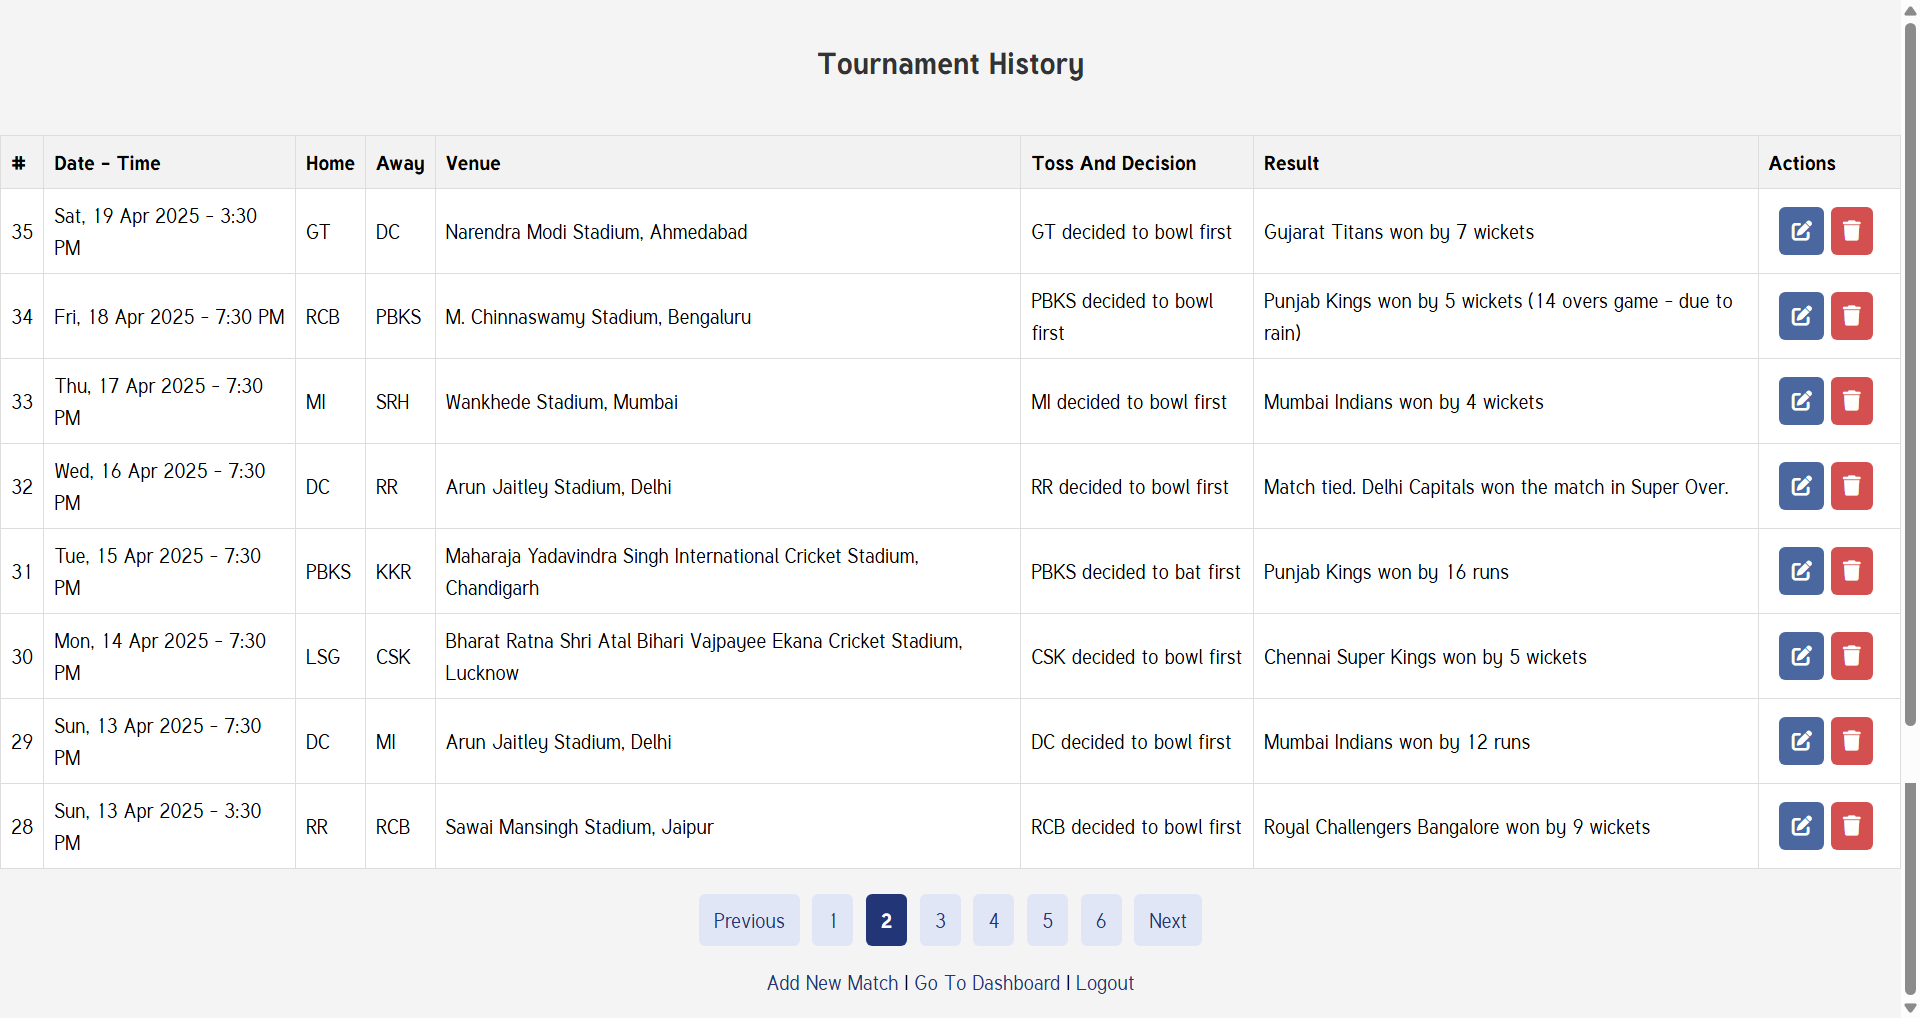 Tournament History
# Date - Time Home Away Venue Toss And Decision Result Actions
35 Sat, 19 Apr 2025 - 3:30 PM GT DC Narendra Modi Stadium, Ahmedabad GT decided to bowl first Gujarat Titans won by 7 wickets
34 Fri, 18 Apr 2025 - 7:30 PM RCB PBKS M. Chinnaswamy Stadium, Bengaluru PBKS decided to bowl first Punjab Kings won by 5 wickets (14 overs game - due to rain)
33 Thu, 17 Apr 2025 - 7:30 PM MI SRH Wankhede Stadium, Mumbai MI decided to bowl first Mumbai Indians won by 4 wickets
32 Wed, 16 Apr 2025 - 7:30 PM DC RR Arun Jaitley Stadium, Delhi RR decided to bowl first Match tied. Delhi Capitals won the match in Super Over.
31 Tue, 15 Apr 2025 - 7:30 PM PBKS KKR Maharaja Yadavindra Singh International Cricket Stadium, Chandigarh PBKS decided to bat first Punjab Kings won by 16 runs
30 Mon, 14 Apr 2025 - 7:30 PM LSG CSK Bharat Ratna Shri Atal Bihari Vajpayee Ekana Cricket Stadium, Lucknow CSK decided to bowl first Chennai Super Kings won by 5 wickets
29 Sun, 13 Apr 2025 - 7:30 PM DC MI Arun Jaitley Stadium, Delhi DC decided to bowl first Mumbai Indians won by 12 runs
28 Sun, 13 Apr 2025 - 3:30 PM RR RCB Sawai Mansingh Stadium, Jaipur RCB decided to bowl first Royal Challengers Bangalore won by 9 wickets
Previous 1 2 3 4 5 6 Next
Add New Match | Go To Dashboard | Logout